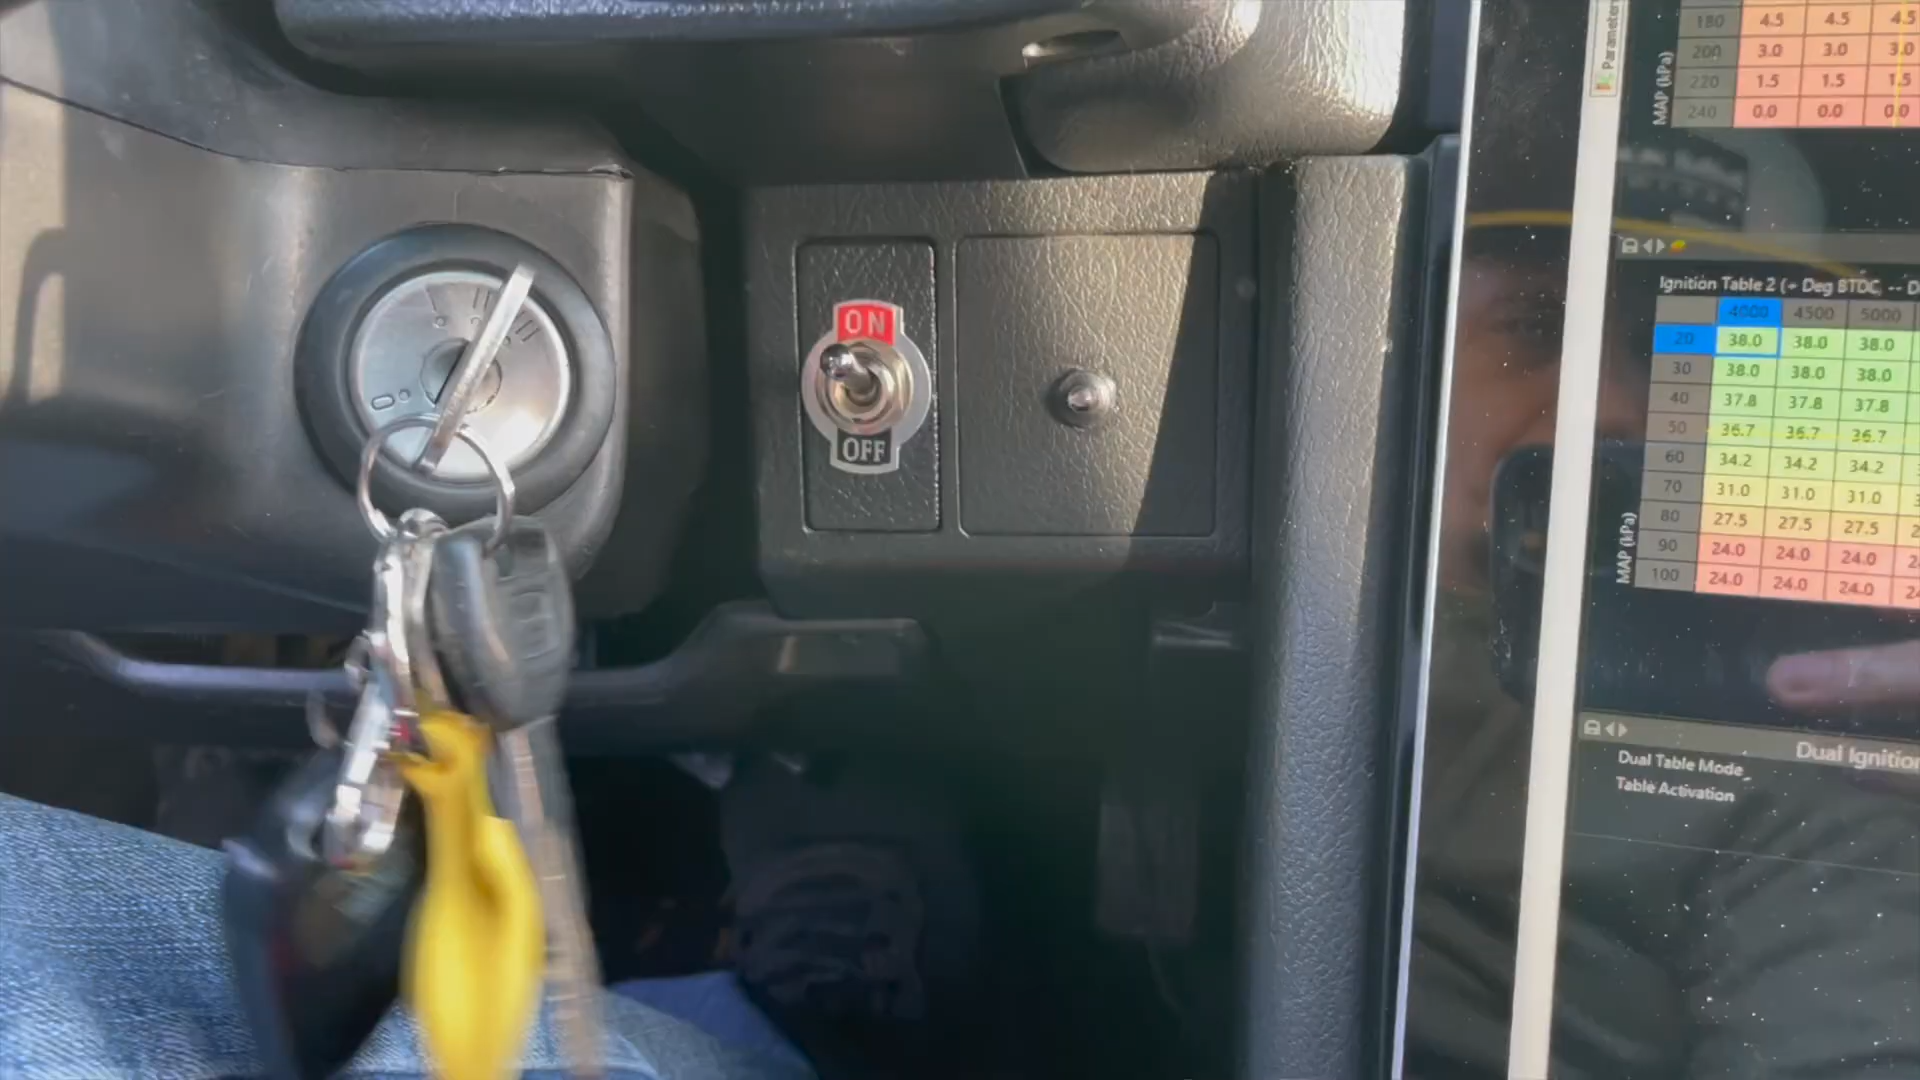 ON
OFF
Parameter
MAP (kPa)
180 4.5 4.5 4.5
200 3.0 3.0 3.0
220 1.5 1.5 1.5
240 0.0 0.0 0.0
Ignition Table 2 (+ Deg BTDC, -- D
4000 4500 5000
20 38.0 38.0 38.0
30 38.0 38.0 38.0
40 37.8 37.8 37.8
50 36.7 36.7 36.7
60 34.2 34.2 34.2
70 31.0 31.0 31.0
80 27.5 27.5 27.5 2
90 24.0 24.0 24.0 2
100 24.0 24.0 24.0 24
MAP (kPa)
Dual Ignition
Dual Table Mode
Table Activation